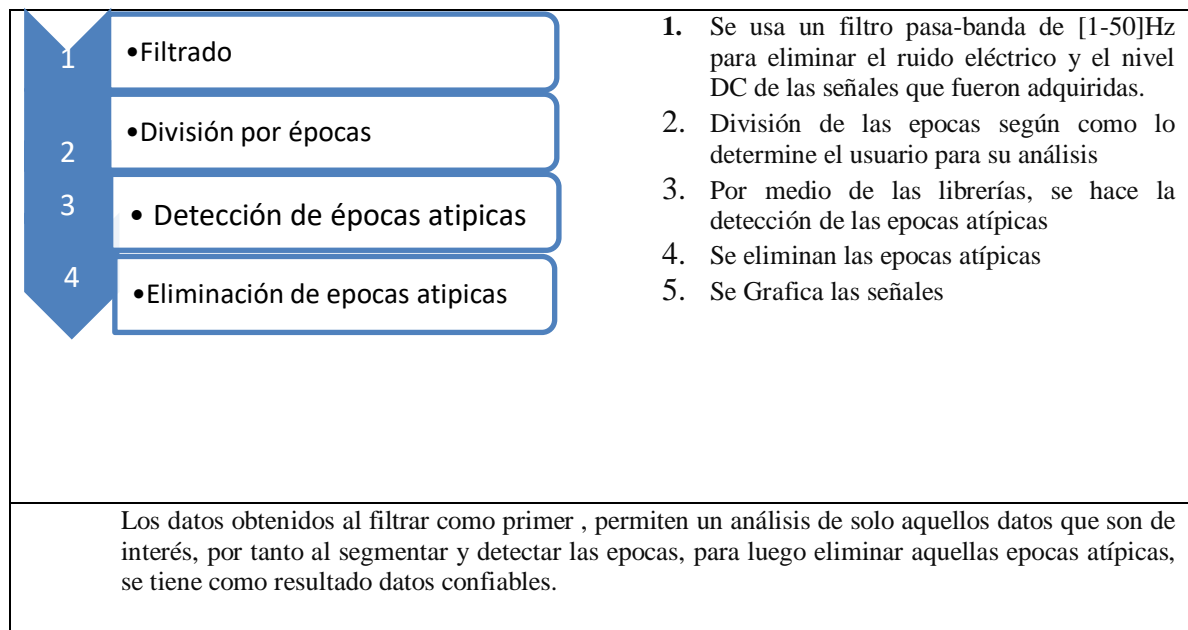 1
•Filtrado
2
•División por épocas
3
• Detección de épocas atipicas
4
•Eliminación de epocas atipicas
1. Se usa un filtro pasa-banda de [1-50]Hz
para eliminar el ruido eléctrico y el nivel
DC de las señales que fueron adquiridas.
2. División de las epocas según como lo
determine el usuario para su análisis
3. Por medio de las librerías, se hace la
detección de las epocas atípicas
4. Se eliminan las epocas atípicas
5. Se Grafica las señales
Los datos obtenidos al filtrar como primer , permiten un análisis de solo aquellos datos que son de
interés, por tanto al segmentar y detectar las epocas, para luego eliminar aquellas epocas atípicas,
se tiene como resultado datos confiables.